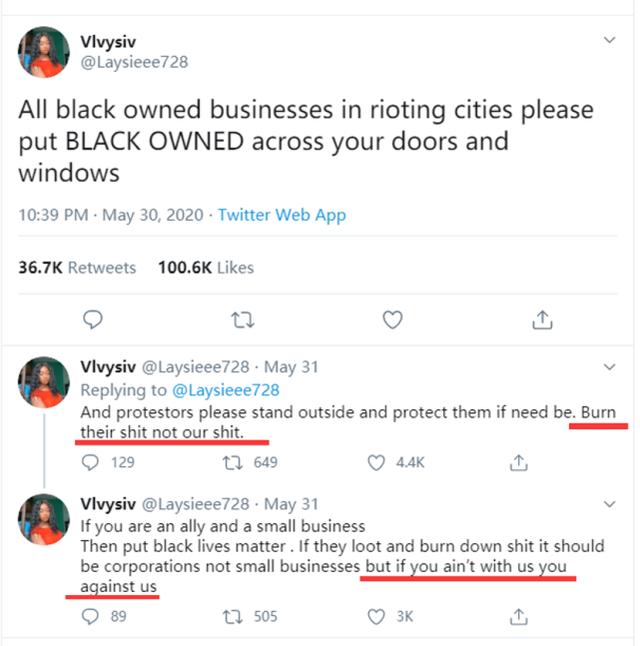 Vlvysiv
@Laysieee728
All black owned businesses in rioting cities please
put BLACK OWNED across your doors and
windows
10:39 PM · May 30, 2020 · Twitter Web App
36.7K Retweets 100.6K Likes
Vlvysiv @Laysieee728 · May 31
Replying to @Laysieee728
And protestors please stand outside and protect them if need be. Burn
their shit not our shit.
129 649 4.4K
Vlvysiv @Laysieee728 · May 31
If you are an ally and a small business
Then put black lives matter . If they loot and burn down shit it should
be corporations not small businesses but if you ain't with us you
against us
89 505 3K